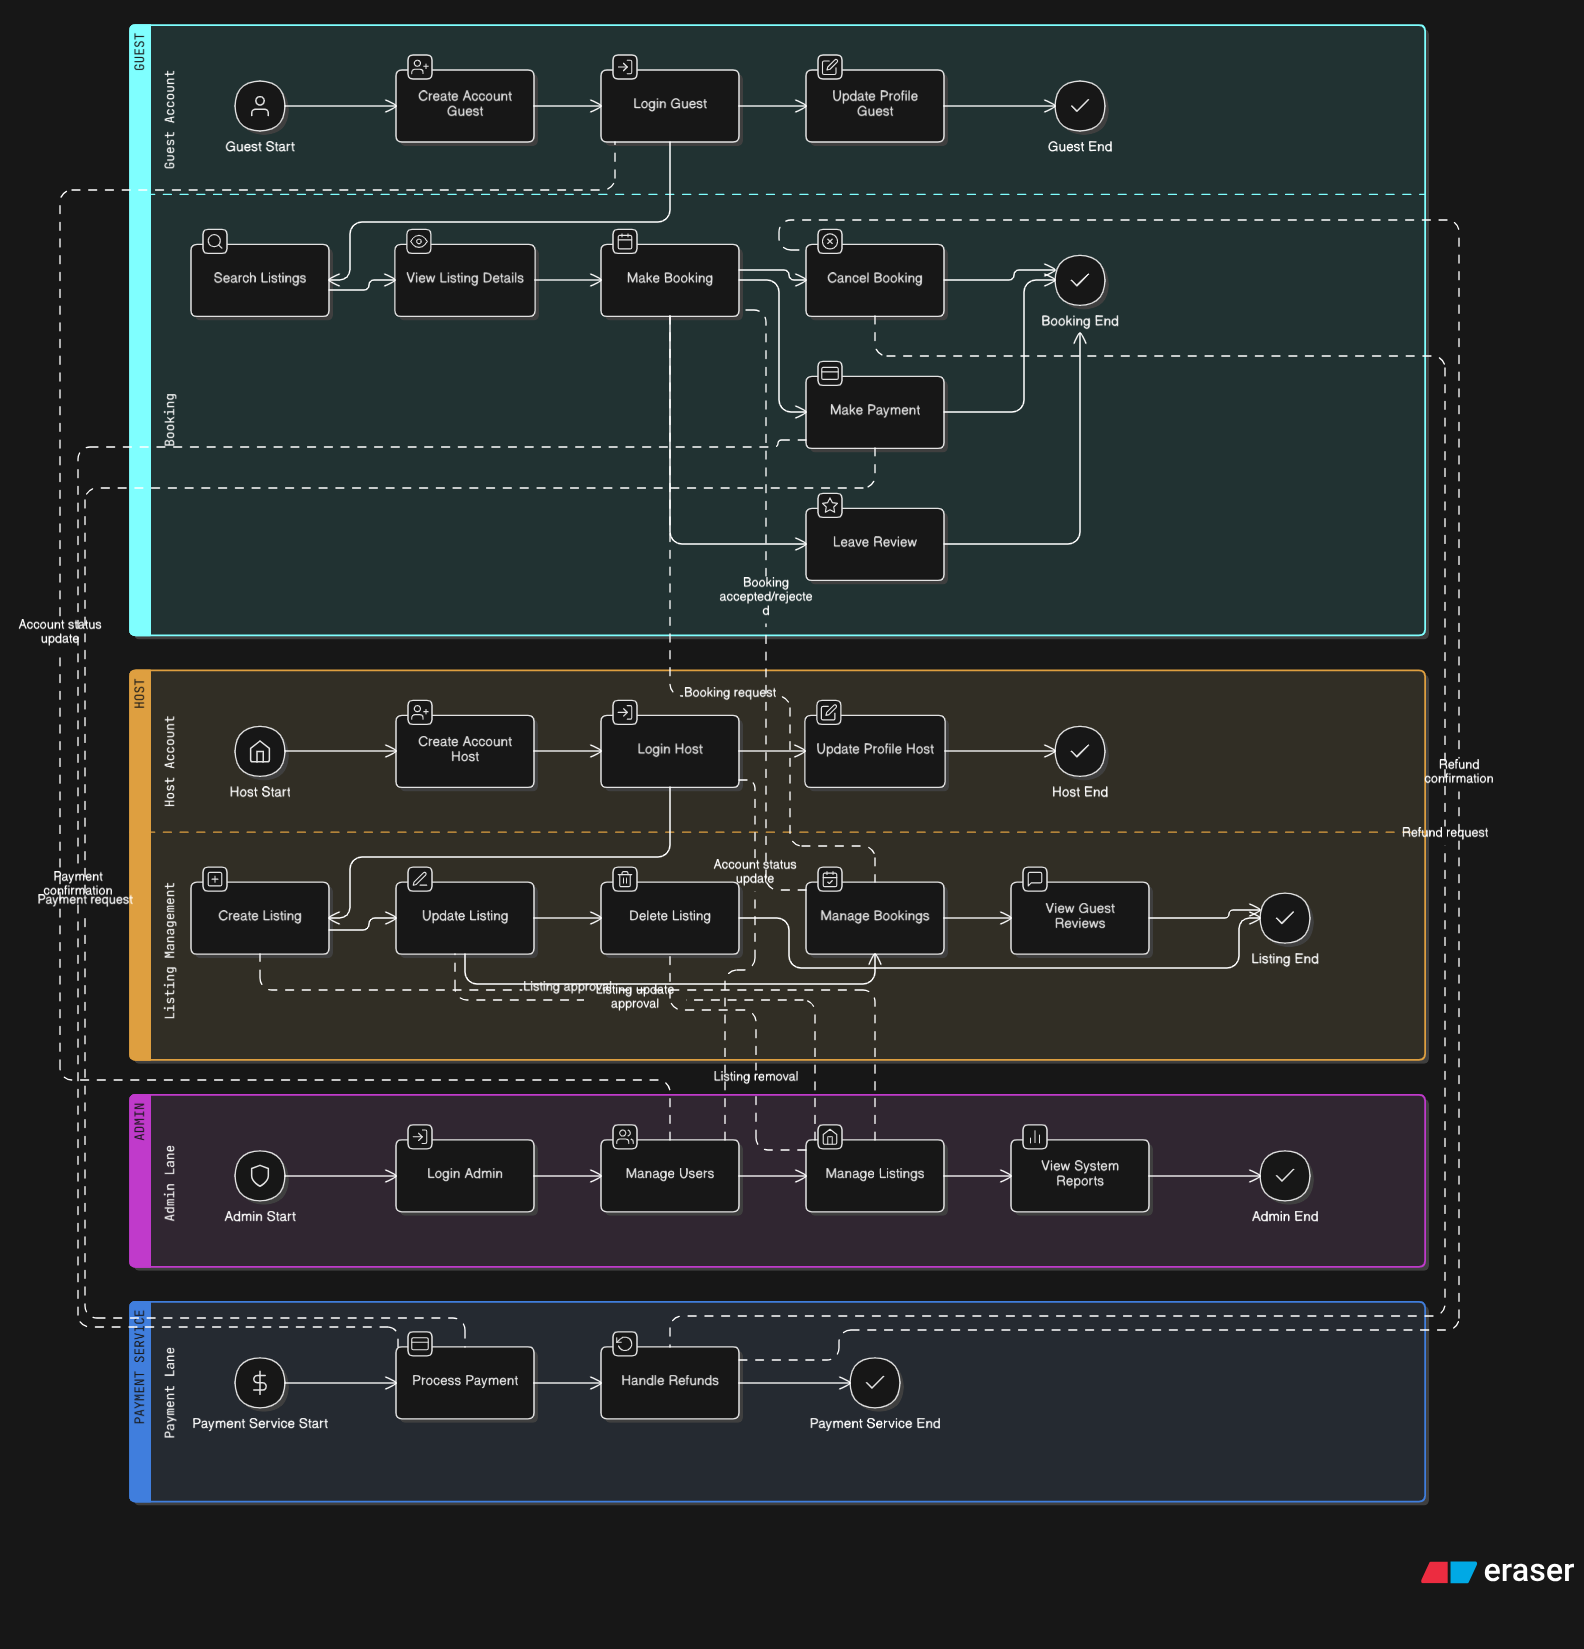 GUEST
Guest Account
Guest Start
Create Account
Guest
Login Guest
Update Profile
Guest
Guest End
Booking
Search Listings
View Listing Details
Make Booking
Cancel Booking
Booking End
Make Payment
Leave Review
Booking
accepted/rejecte
d
Account status
update
HOST
Host Account
Booking request
Host Start
Create Account
Host
Login Host
Update Profile Host
Host End
Refund
confirmation
Refund request
Listing Management
Account status
update
Payment
confirmation
Payment request
Create Listing
Update Listing
Delete Listing
Manage Bookings
View Guest
Reviews
Listing End
Listing approval
Listing update
approval
Listing removal
ADMIN
Admin Lane
Admin Start
Login Admin
Manage Users
Manage Listings
View System
Reports
Admin End
PAYMENT SERVICE
Payment Lane
Payment Service Start
Process Payment
Handle Refunds
Payment Service End
eraser